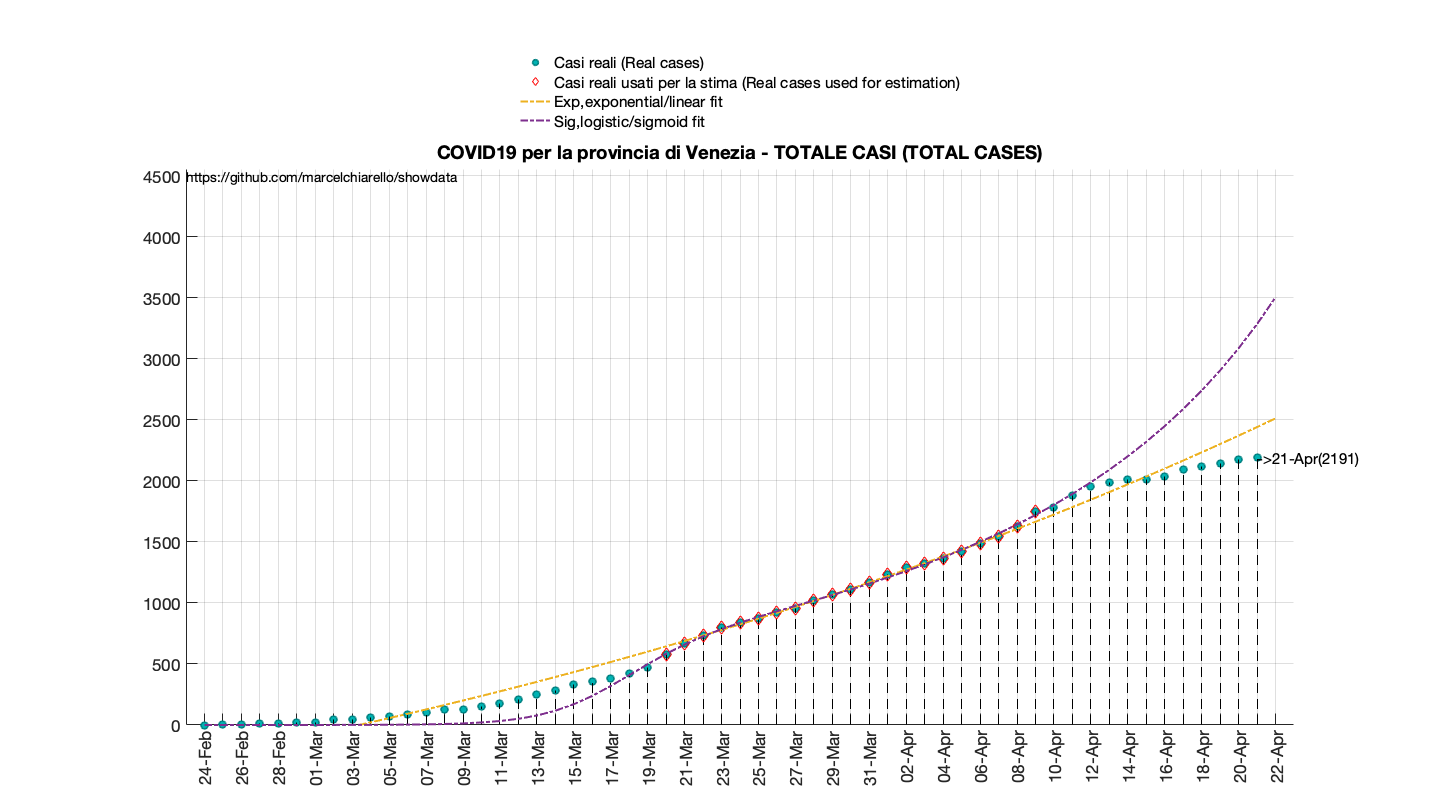 Casi reali (Real cases)
Casi reali usati per la stima (Real cases used for estimation)
Exp,exponential/linear fit
Sig,logistic/sigmoid fit
COVID19 per la provincia di Venezia - TOTALE CASI (TOTAL CASES)
https://github.com/marcelchiarello/showdata
4500
4000
3500
3000
2500
2000
1500
1000
500
0
->21-Apr(2191)
24-Feb
26-Feb
28-Feb
01-Mar
03-Mar
05-Mar
07-Mar
09-Mar
11-Mar
13-Mar
15-Mar
17-Mar
19-Mar
21-Mar
23-Mar
25-Mar
27-Mar
29-Mar
31-Mar
02-Apr
04-Apr
06-Apr
08-Apr
10-Apr
12-Apr
14-Apr
16-Apr
18-Apr
20-Apr
22-Apr